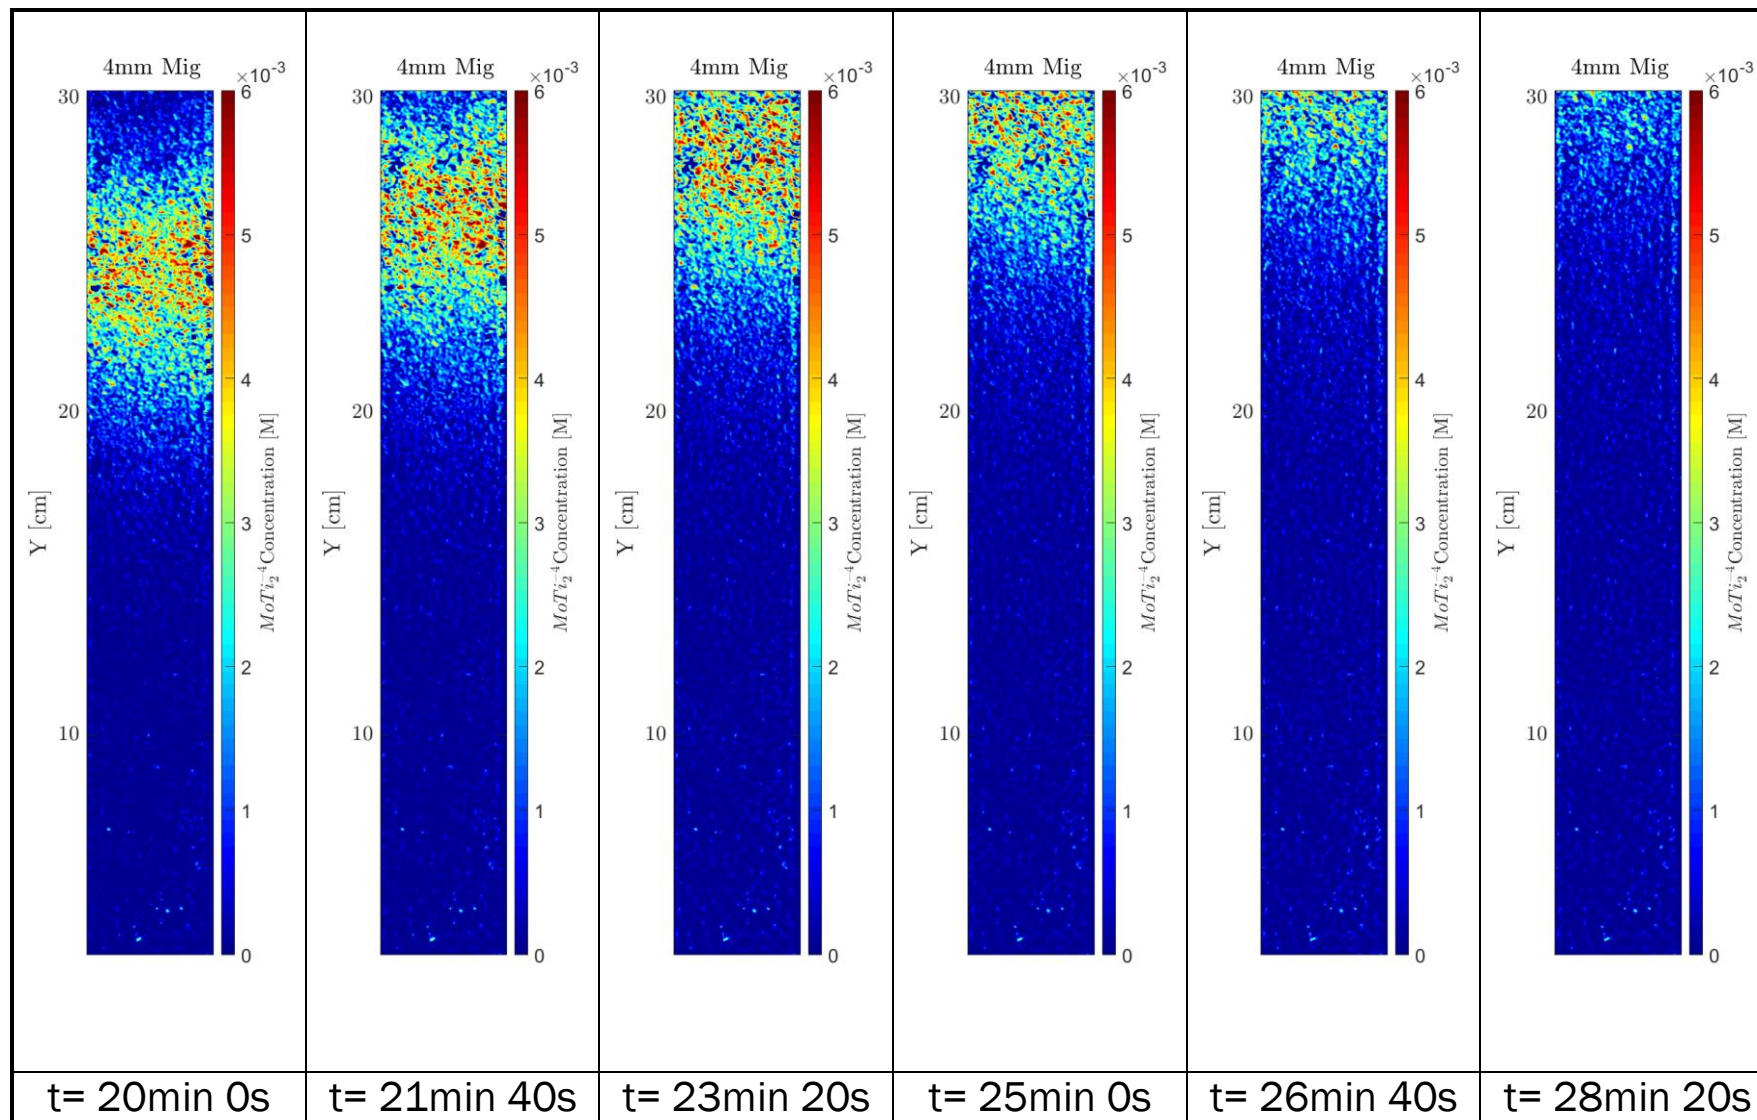 4mm Mig
×10⁻³
30
20
10
Y [cm]
6
5
4
3
2
1
0
MoTi₂⁻⁴Concentration [M]
t= 20min 0s
4mm Mig
×10⁻³
30
20
10
Y [cm]
6
5
4
3
2
1
0
MoTi₂⁻⁴Concentration [M]
t= 21min 40s
4mm Mig
×10⁻³
30
20
10
Y [cm]
6
5
4
3
2
1
0
MoTi₂⁻⁴Concentration [M]
t= 23min 20s
4mm Mig
×10⁻³
30
20
10
Y [cm]
6
5
4
3
2
1
0
MoTi₂⁻⁴Concentration [M]
t= 25min 0s
4mm Mig
×10⁻³
30
20
10
Y [cm]
6
5
4
3
2
1
0
MoTi₂⁻⁴Concentration [M]
t= 26min 40s
4mm Mig
×10⁻³
30
20
10
Y [cm]
6
5
4
3
2
1
0
MoTi₂⁻⁴Concentration [M]
t= 28min 20s